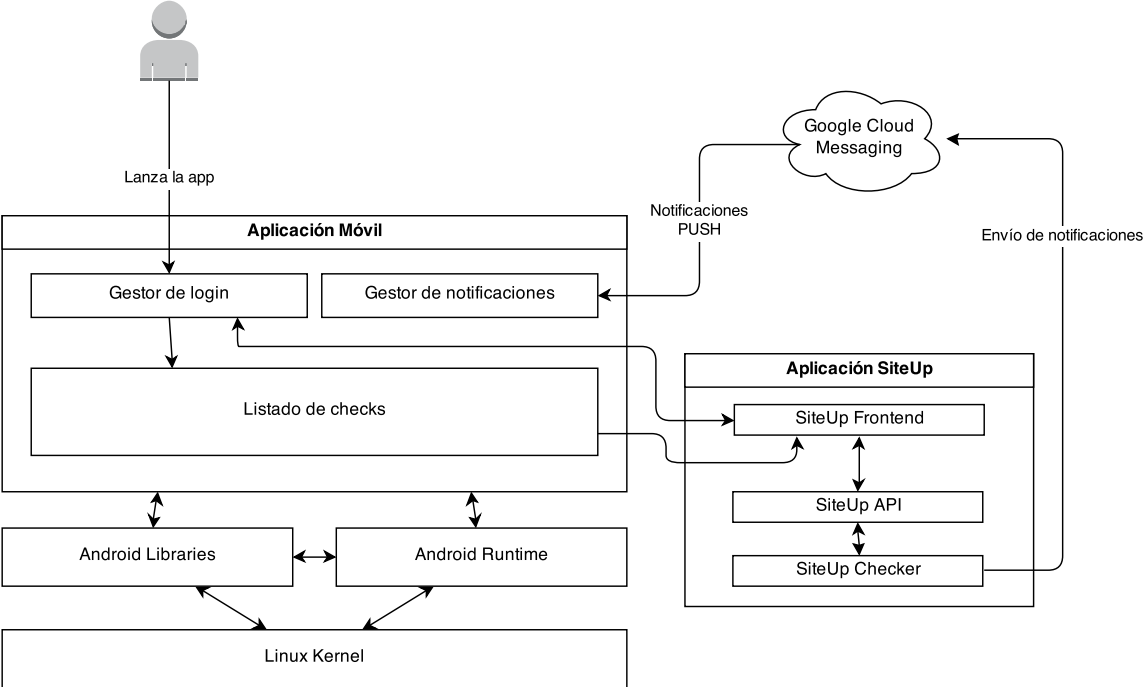 Lanza la app
Google Cloud
Messaging
Notificaciones
PUSH
Envío de notificaciones
Aplicación Móvil
Gestor de login
Gestor de notificaciones
Listado de checks
Aplicación SiteUp
SiteUp Frontend
SiteUp API
SiteUp Checker
Android Libraries
Android Runtime
Linux Kernel